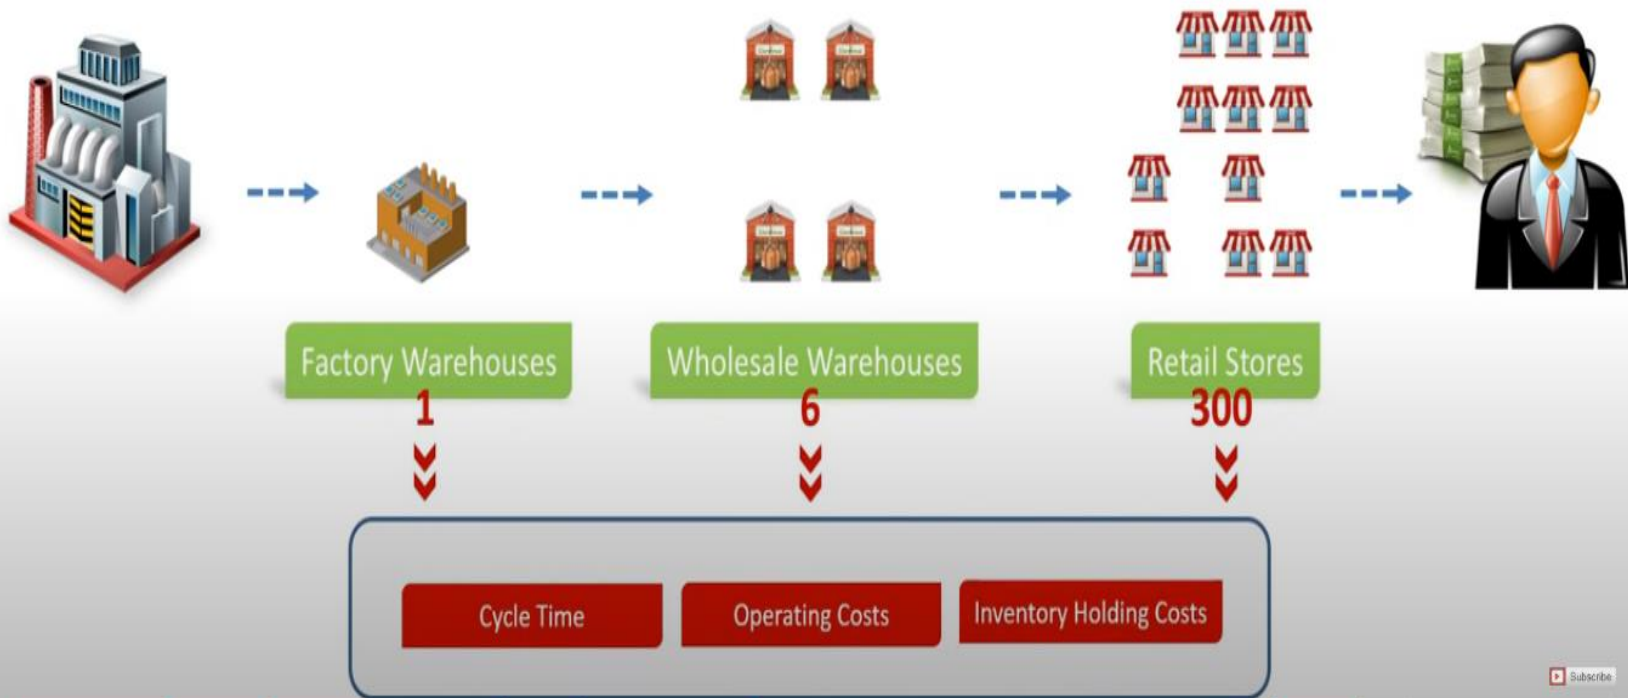 Factory Warehouses
1
Wholesale Warehouses
6
Retail Stores
300
Cycle Time
Operating Costs
Inventory Holding Costs
Subscribe